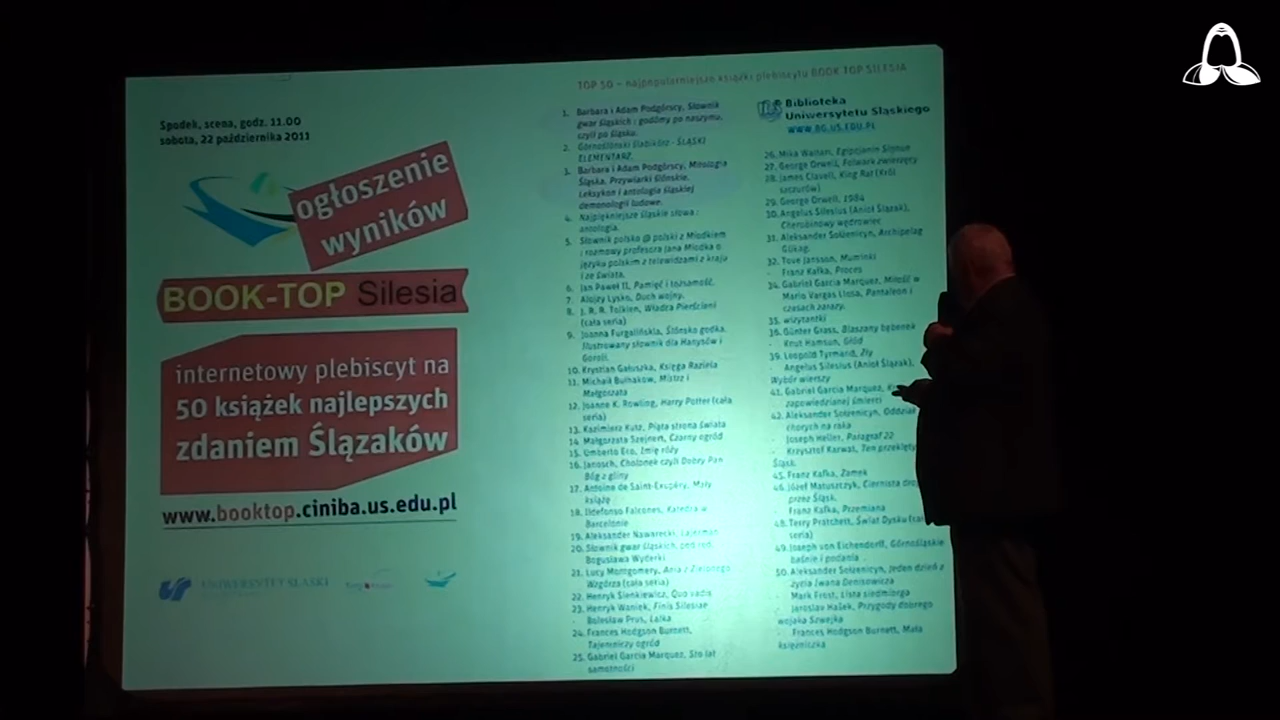 Spodek, scena, godz. 11.00
sobota, 22 października 2011
ogłoszenie
wyników
BOOK-TOP Silesia
internetowy plebiscyt na
50 książek najlepszych
zdaniem Ślązaków
www.booktop.ciniba.us.edu.pl
UNIWERSYTET ŚLĄSKI
TOP 50 – najpopularniejsze książki plebiscytu BOOK TOP SILESIA
1. Barbara i Adam Podgórscy, Słownik
gwar śląskich : godómy po naszymu,
czyli po śląsku.
2. Górnoślōnski ślabikŏrz - ŚLĄSKI
ELEMENTARZ.
3. Barbara i Adam Podgórscy, Mitologia
Śląska. Przywiarki ślónskie.
Leksykon i antologia śląskiej
demonologii ludowe.
4. Najpiękniejsze śląskie słowa :
antologia.
5. Słownik polsko @ polski z Miodkiem
i rozmowy profesora Jana Miodka o
języku polskim z telewidzami z kraju
i ze świata.
6. Jan Paweł II, Pamięć i tożsamość.
7. Alojzy Lysko, Duch wojny.
8. J. R. R. Tolkien, Władca Pierścieni
(cała seria)
9. Joanna Furgalińskia, Ślónsko godka.
Ilustrowany słownik dla Hanysów i
Goroli.
10. Krystian Gałuszka, Księga Raziela
11. Michaił Bułhakow, Mistrz i
Małgorzata
12. Joanne K. Rowling, Harry Potter (cała
seria)
13. Kazimierz Kutz, Piąta strona świata
14. Małgorzata Szejnert, Czarny ogród
15. Umberto Eco, Imię róży
16. Janosch, Cholonek czyli Dobry Pan
Bóg z gliny
17. Antoine de Saint-Exupéry, Mały
książę
18. Ildefonso Falcones, Katedra w
Barcelonie
19. Aleksander Nawarecki, Lajerman
20. Słownik gwar śląskich, pod red.
Bogusława Wyderki
21. Lucy Montgomery, Ania z Zielonego
Wzgórza (cała seria)
22. Henryk Sienkiewicz, Quo vadis
23. Henryk Waniek, Finis Silesiae
- Bolesław Prus, Lalka
24. Frances Hodgson Burnett,
Tajemniczy ogród
25. Gabriel Garcia Marquez, Sto lat
samotności
Biblioteka
Uniwersytetu Śląskiego
WWW.BG.US.EDU.PL
26. Mika Waltari, Egipcjanin Sinuhe
27. George Orwell, Folwark zwierzęcy
28. James Clavell, King Rat (Król
szczurów)
29. George Orwell, 1984
30. Angelus Silesius (Anioł Ślązak),
Cherubinowy wędrowiec
31. Aleksander Sołżenicyn, Archipelag
Gułag.
32. Tove Jansson, Muminki
- Franz Kafka, Proces
34. Gabriel Garcia Marquez, Miłość w
Mario Vargas Llosa, Pantaleon i
czasach zarazy.
35. wizytantki
36. Günter Grass, Blaszany bębenek
- Knut Hamsun, Głód
39. Leopold Tyrmand, Zły
- Angelus Silesius (Anioł Ślązak),
Wybór wierszy
41. Gabriel Garcia Marquez,
zapowiedzianej śmierci
42. Aleksander Sołżenicyn, Oddział
chorych na raka
- Joseph Heller, Paragraf 22
- Krzysztof Karwat, Ten przeklęty
Śląsk.
45. Franz Kafka, Zamek
46. Józef Matuszczyk, Ciernista
przez Śląsk.
- Franz Kafka, Przemiana
48. Terry Pratchett, Świat Dysku
seria)
49. Joseph von Eichendorff, Górnośląskie
baśnie i podania
50. Aleksander Sołżenicyn, Jeden dzień z
życia Iwana Denisowicza
- Mark Frost, Lista siedmiorga
- Jaroslav Hašek, Przygody dobrego
wojaka Szwejka
- Frances Hodgson Burnett, Mała
księżniczka